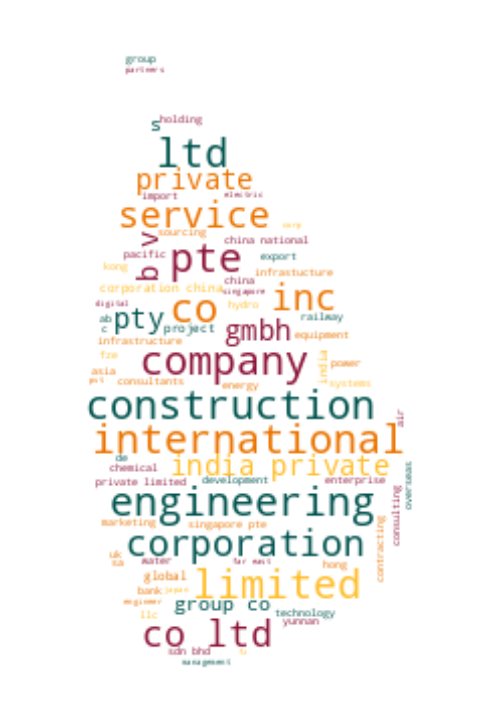 group
partners
holding
s
ltd
private
import
electric
service
corp
sourcing
b v
china national
pacific
pte
export
kong
infrastucture
china
corporation china
singapore
inc
digital
co
hydro
ab
pty
railway
c
project
gmbh
equipment
infrastructure
fze
company
india
power
asia
consultants
energy
systems
construction
air
international
de
chemical
india private
overseas
private limited
development
enterprise
engineering
consulting
marketing
singapore pte
contracting
corporation
uk
sa
water
far east
hong
global
limited
bank
japan
engineer
group co
llc
technology
yunnan
co ltd
sdn bhd
management